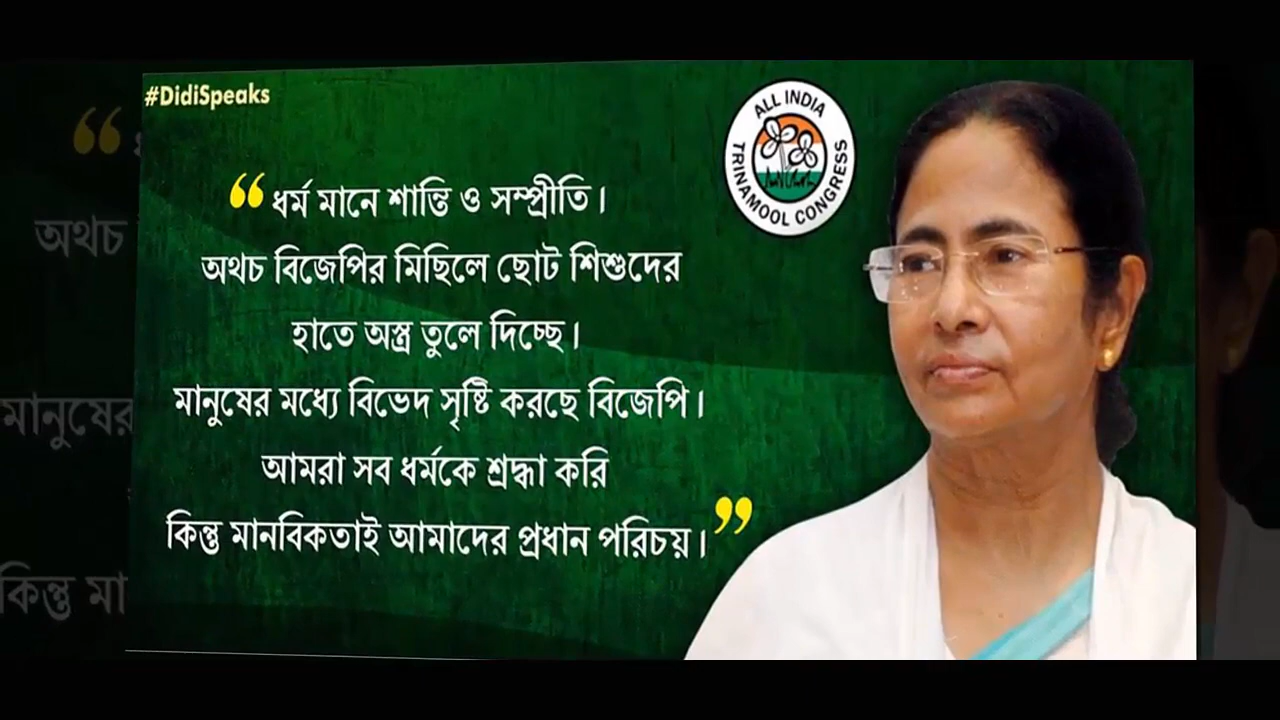 #DidiSpeaks
ALL INDIA
TRINAMOOL CONGRESS
“ ধর্ম মানে শান্তি ও সম্প্রীতি।
অথচ বিজেপির মিছিলে ছোট শিশুদের
হাতে অস্ত্র তুলে দিচ্ছে।
মানুষের মধ্যে বিভেদ সৃষ্টি করছে বিজেপি।
আমরা সব ধর্মকে শ্রদ্ধা করি
কিন্তু মানবিকতাই আমাদের প্রধান পরিচয়। ”
অথচ
মানুষের
কিন্তু মা